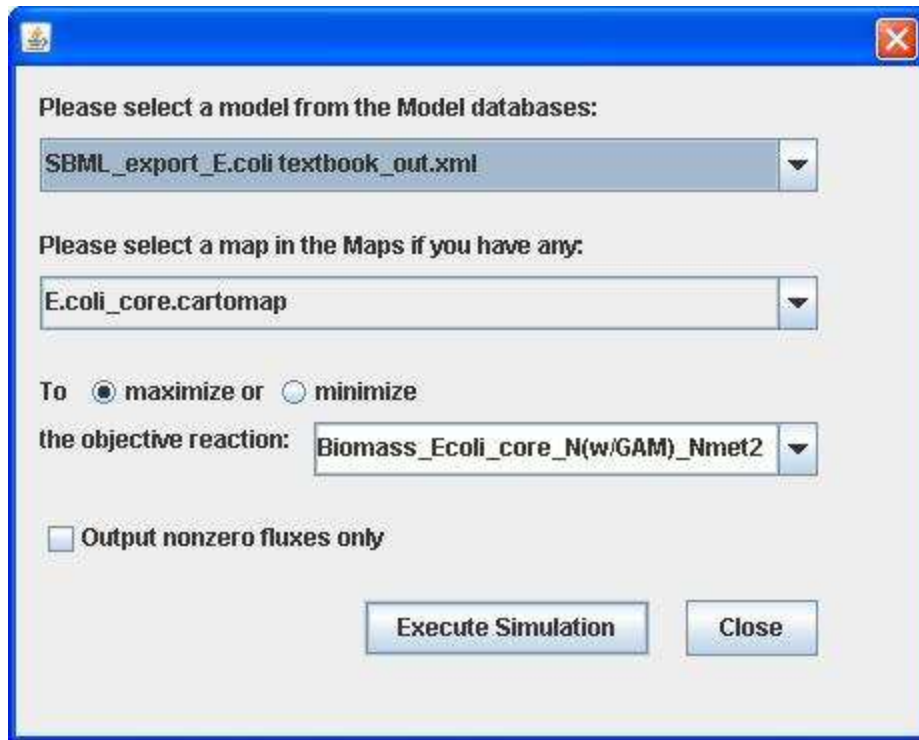 Please select a model from the Model databases:
SBML_export_E.coli textbook_out.xml
Please select a map in the Maps if you have any:
E.coli_core.cartomap
To maximize or minimize
the objective reaction: Biomass_Ecoli_core_N(w/GAM)_Nmet2
Output nonzero fluxes only
Execute Simulation Close